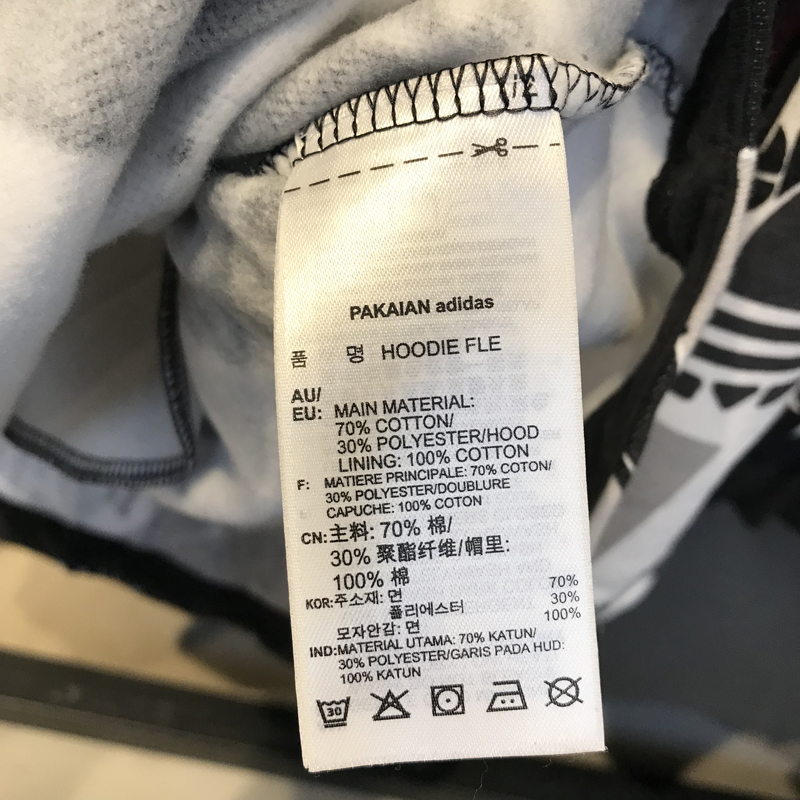 PAKAIAN adidas
품 명 HOODIE FLE
AU/
EU: MAIN MATERIAL:
70% COTTON/
30% POLYESTER/HOOD
LINING: 100% COTTON
F: MATIERE PRINCIPALE: 70% COTON/
30% POLYESTER/DOUBLURE
CAPUCHE: 100% COTON
CN:主料: 70% 棉/
30% 聚酯纤维/帽里:
100% 棉
KOR:주소재: 면 70%
폴리에스터 30%
모자안감: 면 100%
IND:MATERIAL UTAMA: 70% KATUN/
30% POLYESTER/GARIS PADA HUD:
100% KATUN
30